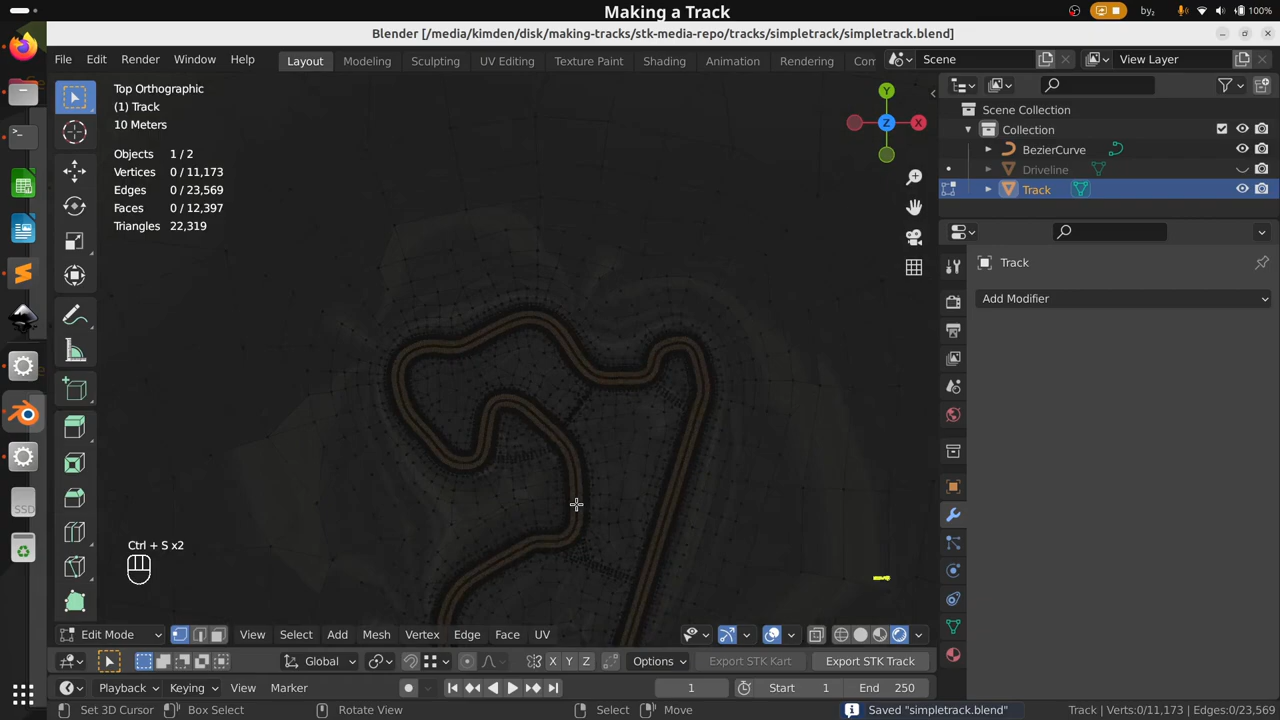 Making a Track
by₂
100%
Blender [/media/kimden/disk/making-tracks/stk-media-repo/tracks/simpletrack/simpletrack.blend]
File Edit Render Window Help
Layout Modeling Sculpting UV Editing Texture Paint Shading Animation Rendering Com
Scene
View Layer
Top Orthographic
(1) Track
10 Meters
Objects 1 / 2
Vertices 0 / 11,173
Edges 0 / 23,569
Faces 0 / 12,397
Triangles 22,319
Y
Z
X
Scene Collection
Collection
BezierCurve
Driveline
Track
Track
Add Modifier
Ctrl + S x2
SSD
Edit Mode
View Select Add Mesh Vertex Edge Face UV
Global
X Y Z
Options
Export STK Kart
Export STK Track
Playback Keying View Marker
1
Start 1
End 250
Set 3D Cursor
Box Select
Rotate View
Select
Move
Saved "simpletrack.blend"
Track | Verts:0/11,173 | Edges:0/23,569